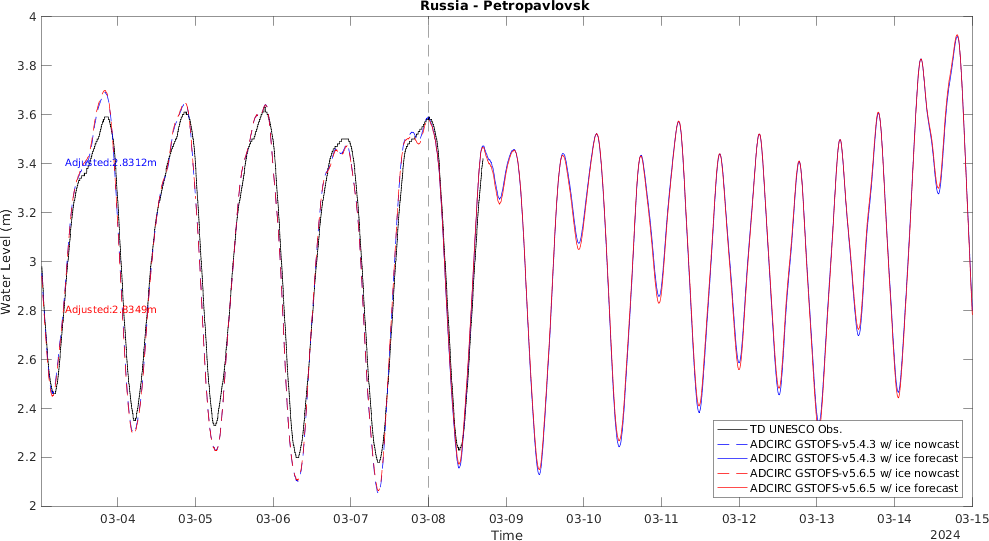 Russia - Petropavlovsk
4
3.8
3.6
3.4
3.2
3
2.8
2.6
2.4
2.2
2
Water Level (m)
Adjusted:2.8312m
Adjusted:2.8349m
TD UNESCO Obs.
ADCIRC GSTOFS-v5.4.3 w/ ice nowcast
ADCIRC GSTOFS-v5.4.3 w/ ice forecast
ADCIRC GSTOFS-v5.6.5 w/ ice nowcast
ADCIRC GSTOFS-v5.6.5 w/ ice forecast
03-04 03-05 03-06 03-07 03-08 03-09 03-10 03-11 03-12 03-13 03-14 03-15
Time
2024